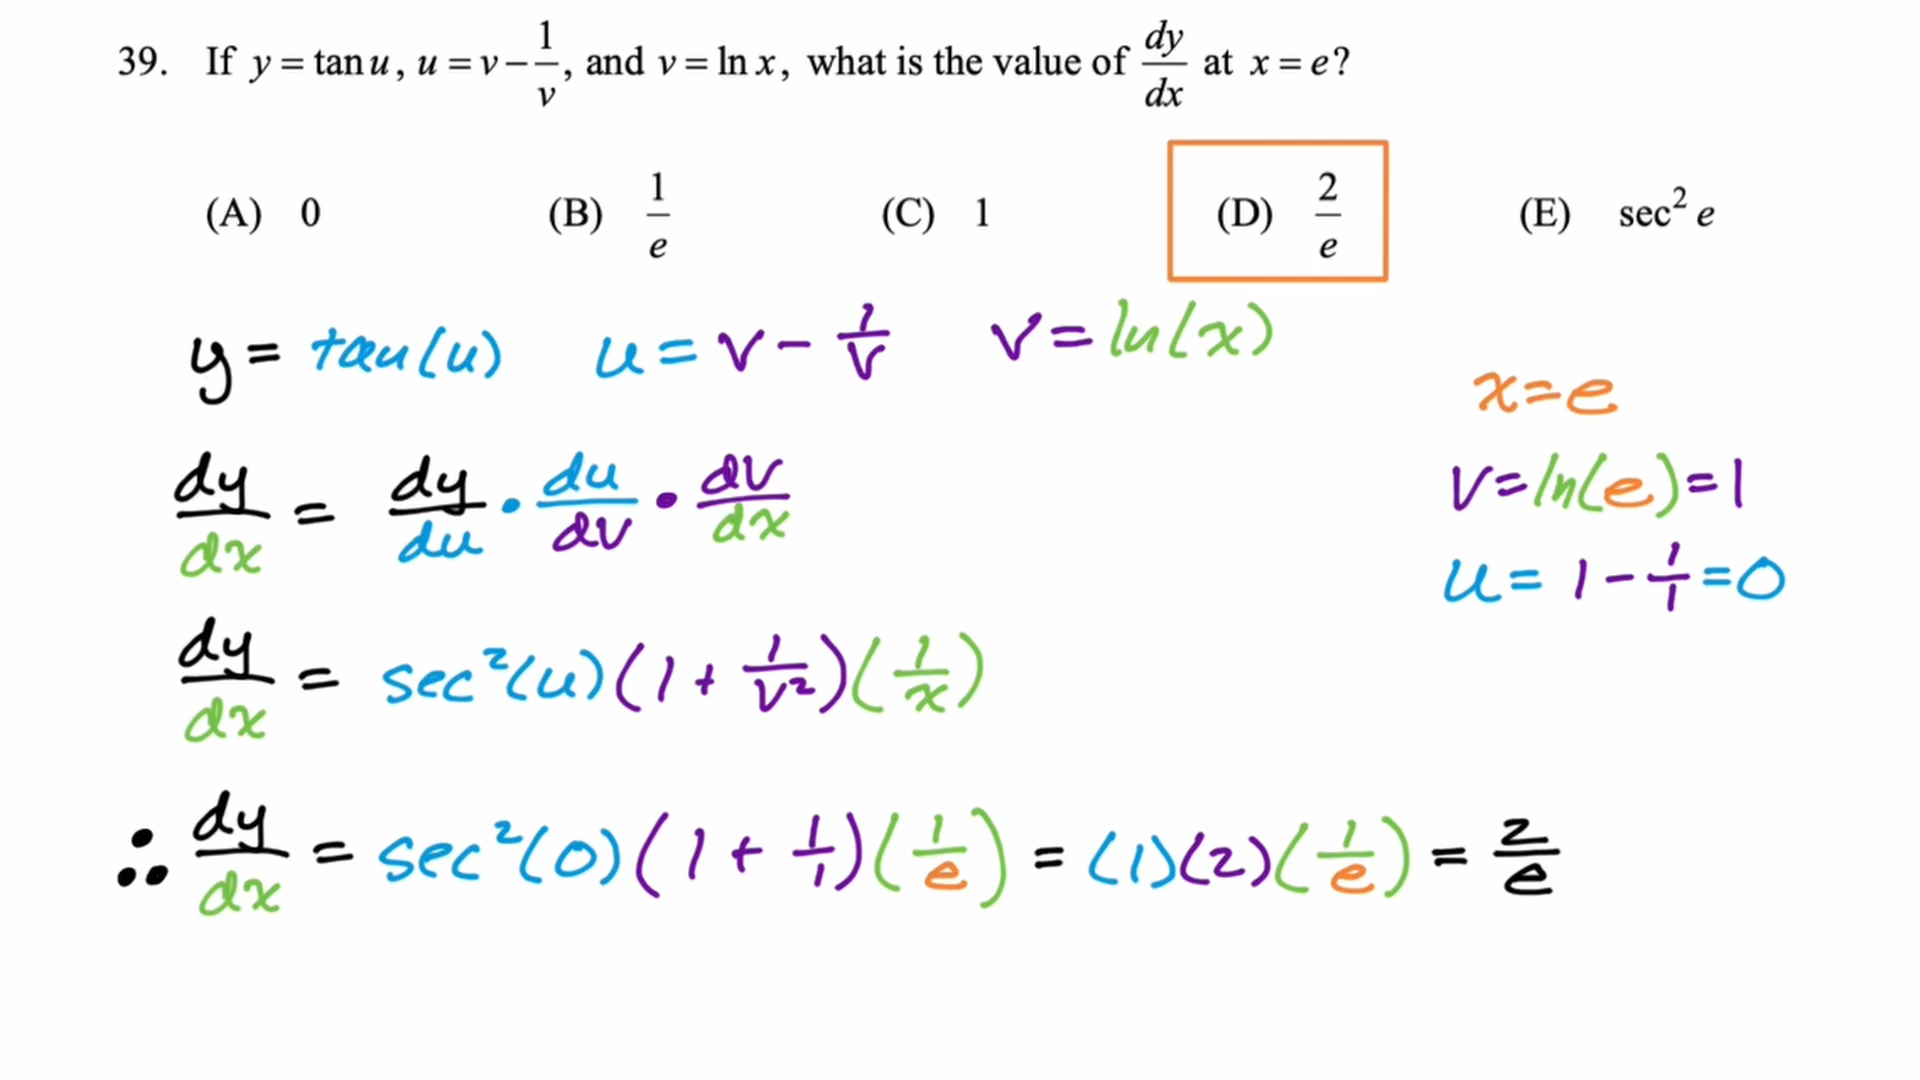 39. If y = tan u, u = v − 1/v, and v = ln x, what is the value of dy/dx at x = e?
(A) 0 (B) 1/e (C) 1 (D) 2/e (E) sec² e
y = tan(u) u = v − 1/v v = ln(x)
x = e
dy/dx = dy/du · du/dv · dv/dx
v = ln(e) = 1
u = 1 − 1/1 = 0
dy/dx = sec²(u)(1 + 1/v²)(1/x)
∴ dy/dx = sec²(0)(1 + 1/1)(1/e) = (1)(2)(1/e) = 2/e